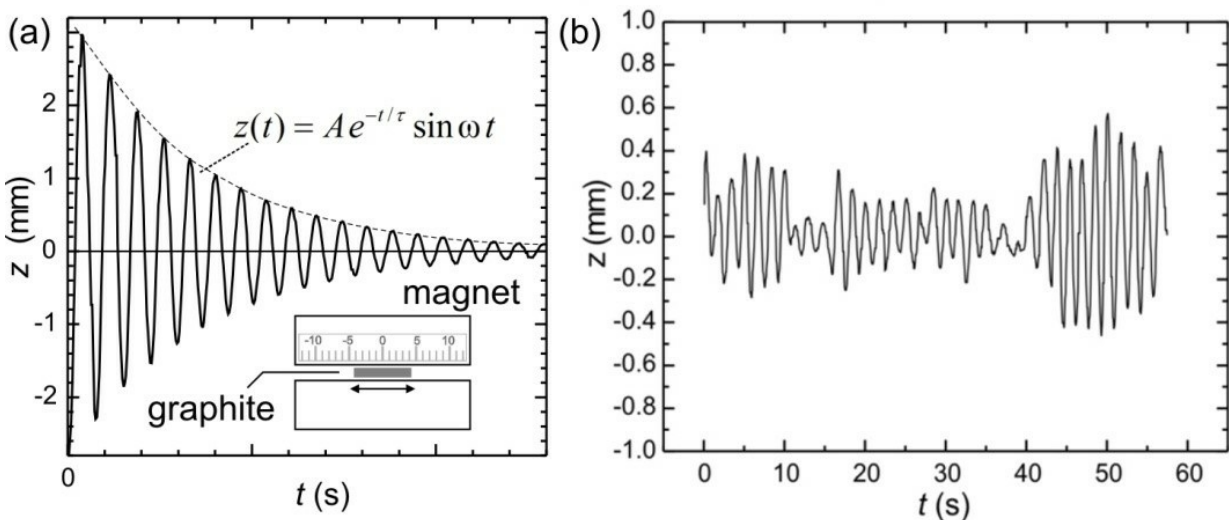 (a)
3
2
1
0
-1
-2
z (mm)
z(t) = Ae^{-t/τ} sin ωt
magnet
-10 -5 0 5 10
graphite
0
t (s)
(b)
1.0
0.8
0.6
0.4
0.2
0.0
-0.2
-0.4
-0.6
-0.8
-1.0
z (mm)
0 10 20 30 40 50 60
t (s)